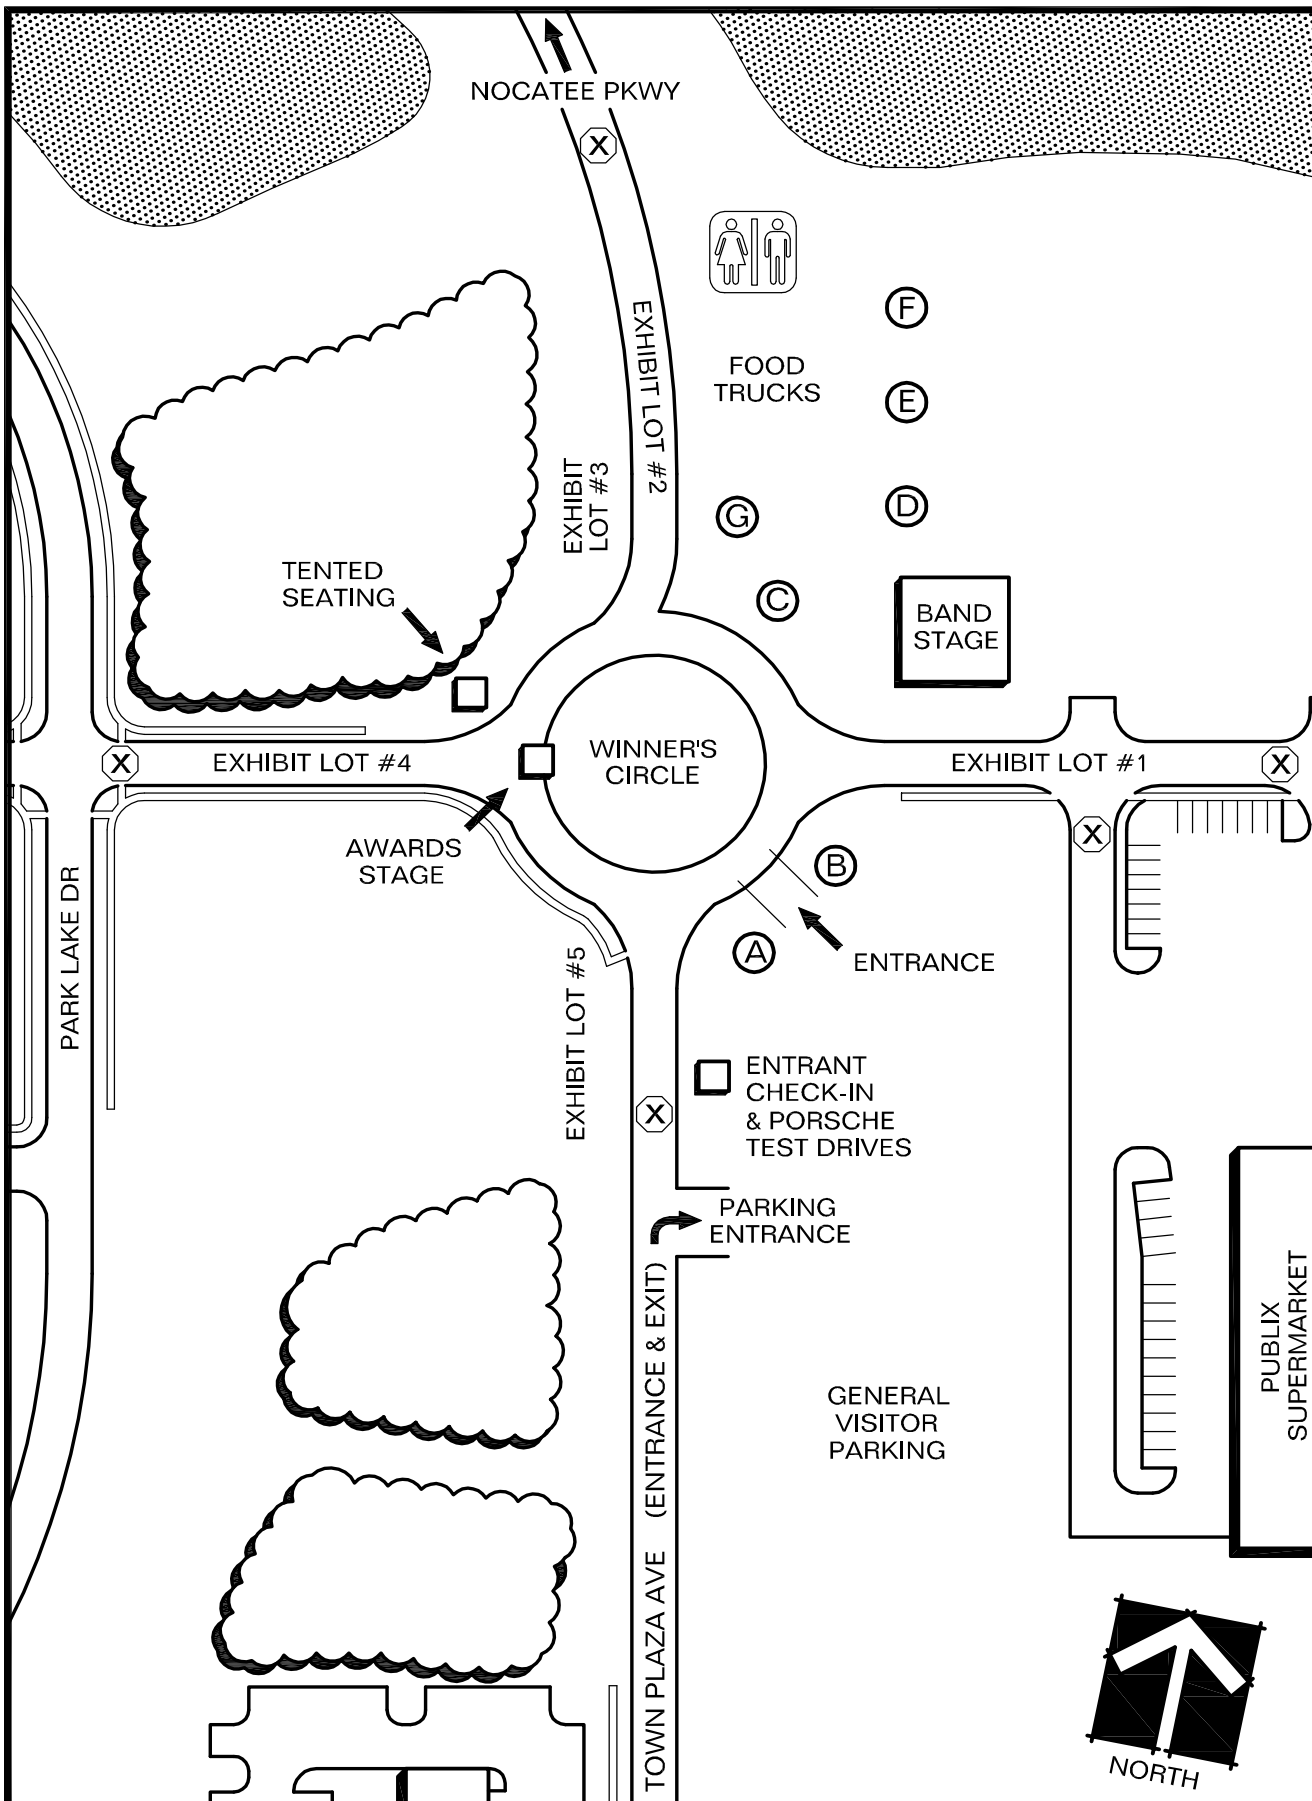 NOCATEE PKWY
X
EXHIBIT LOT #2
F
FOOD
TRUCKS
E
EXHIBIT
LOT #3
G
D
TENTED
SEATING
C
BAND
STAGE
WINNER'S
CIRCLE
X
EXHIBIT LOT #4
EXHIBIT LOT #1
X
X
AWARDS
STAGE
B
A
ENTRANCE
PARK LAKE DR
EXHIBIT LOT #5
ENTRANT
CHECK-IN
& PORSCHE
TEST DRIVES
X
PARKING
ENTRANCE
TOWN PLAZA AVE (ENTRANCE & EXIT)
GENERAL
VISITOR
PARKING
PUBLIX
SUPERMARKET
NORTH